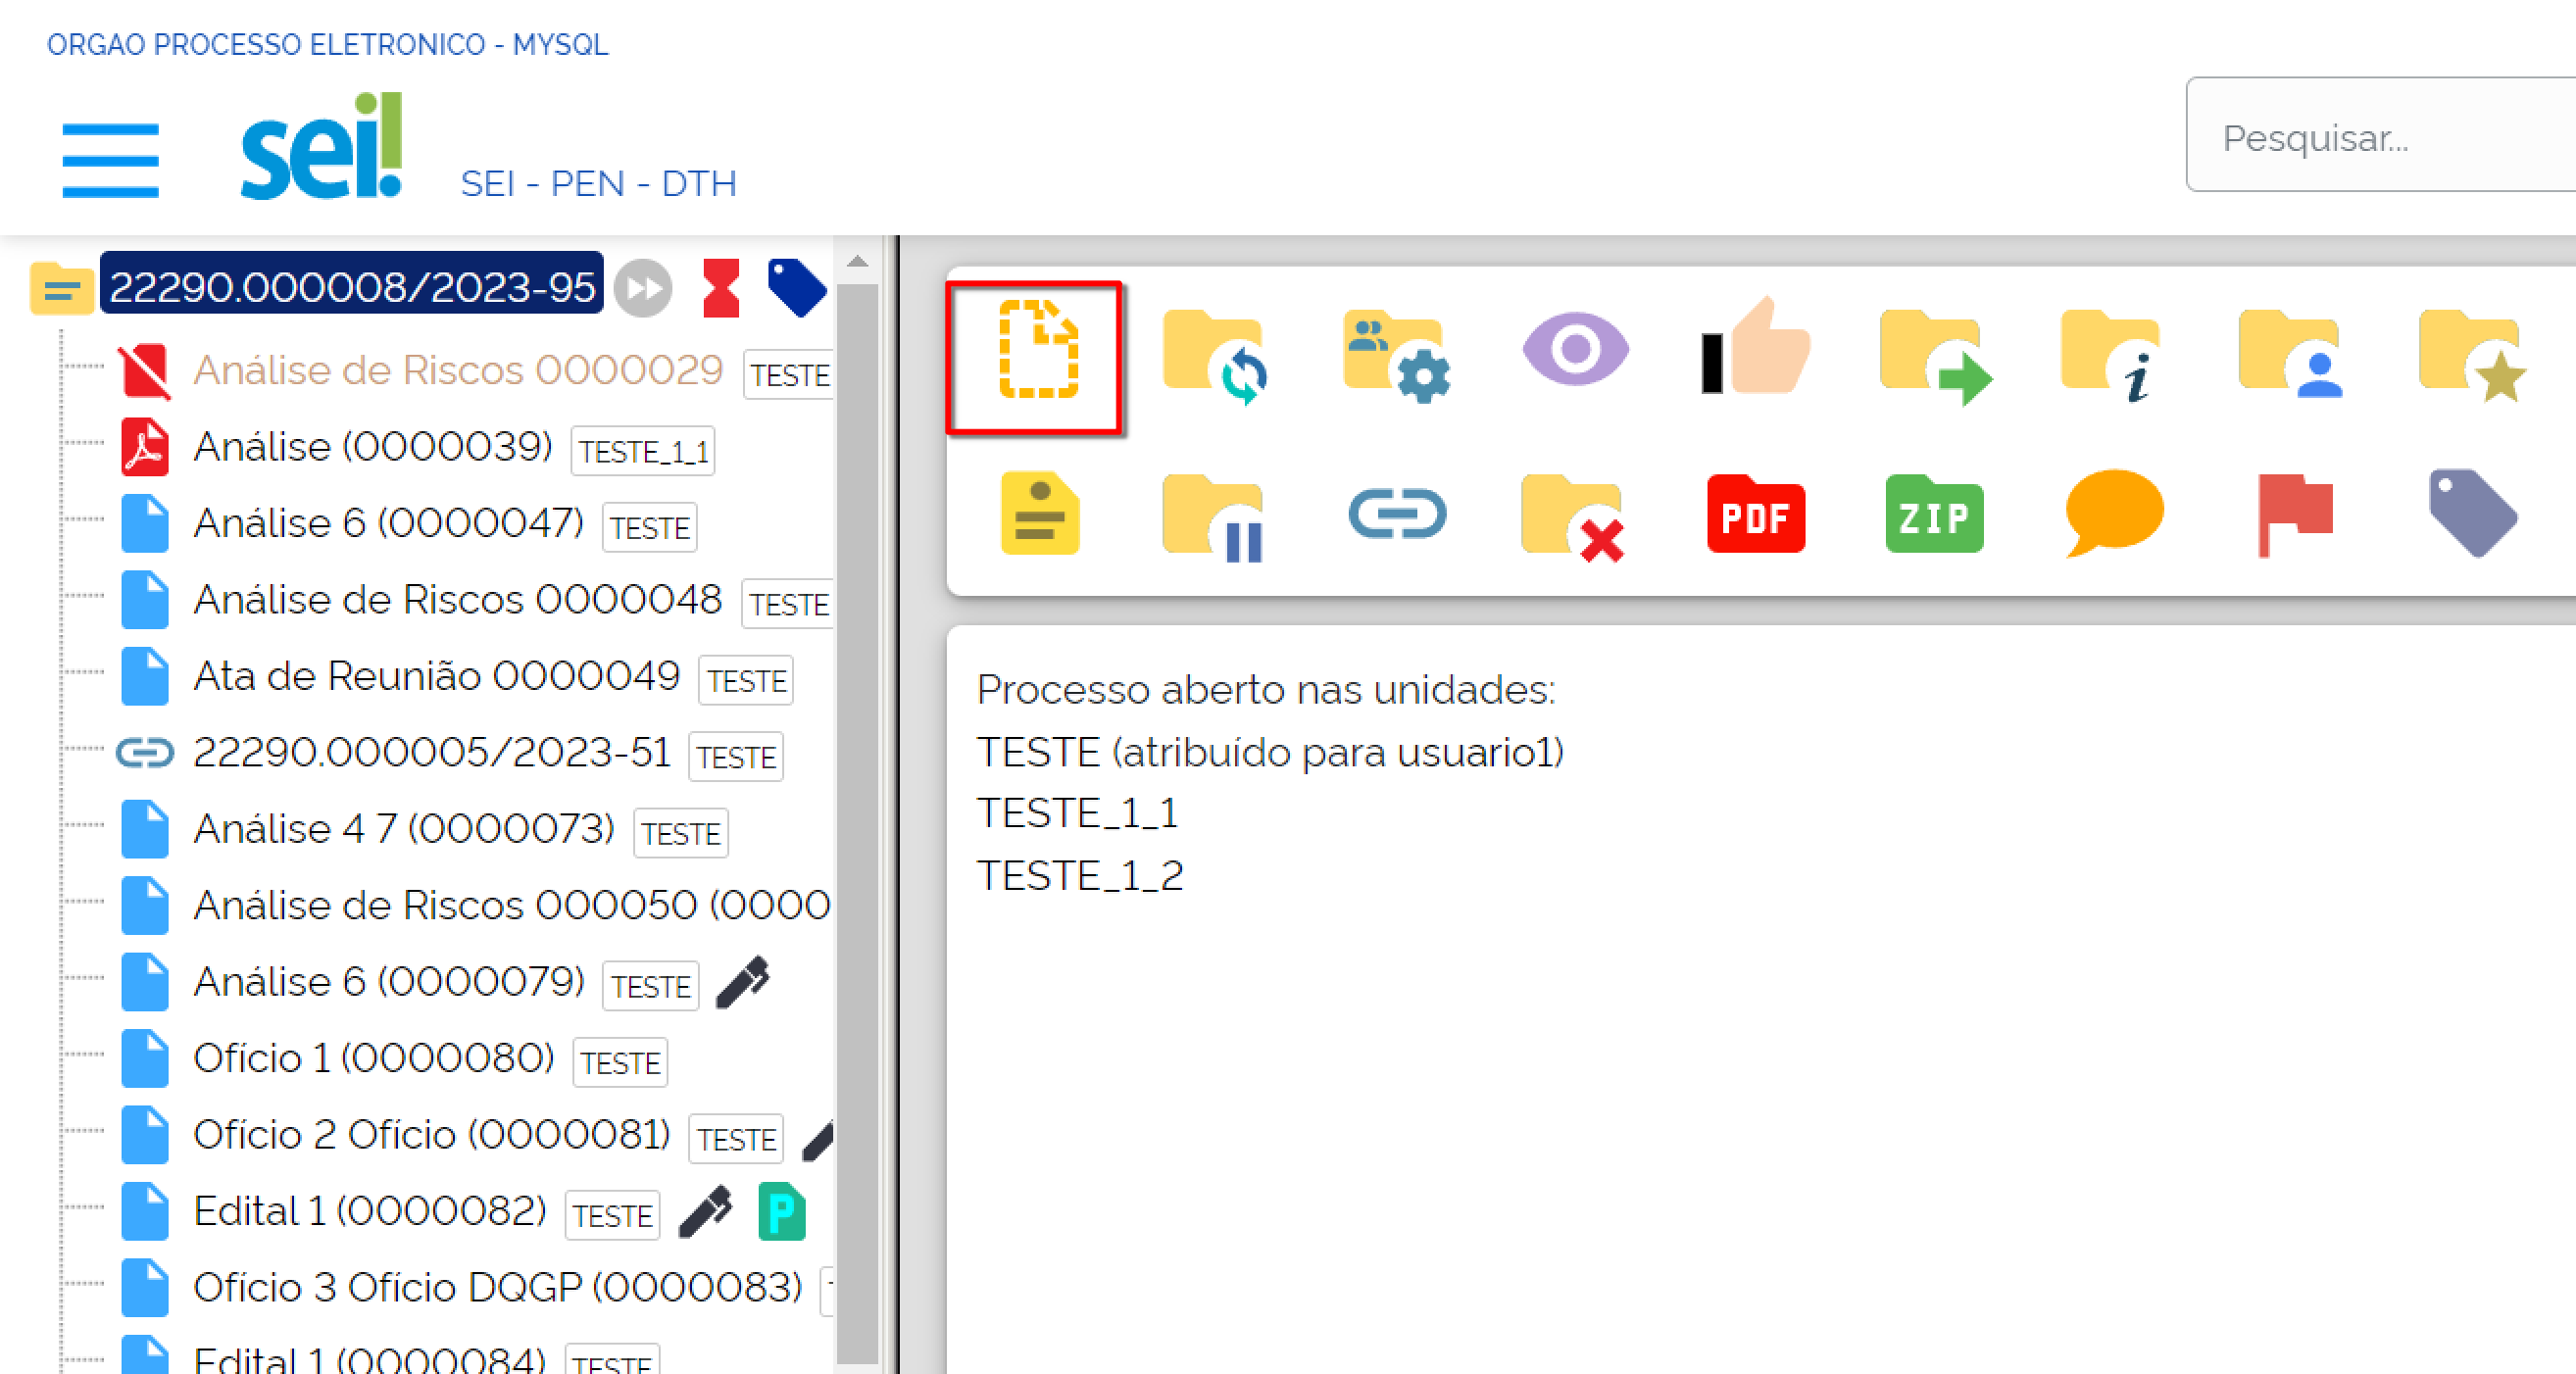 ORGAO PROCESSO ELETRONICO - MYSQL
sei!
SEI - PEN - DTH
Pesquisar...
22290.000008/2023-95
Análise de Riscos 0000029 TESTE
Análise (0000039) TESTE_1_1
Análise 6 (0000047) TESTE
Análise de Riscos 0000048 TESTE
Ata de Reunião 0000049 TESTE
22290.000005/2023-51 TESTE
Análise 4 7 (0000073) TESTE
Análise de Riscos 000050 (0000
Análise 6 (0000079) TESTE
Ofício 1 (0000080) TESTE
Ofício 2 Ofício (0000081) TESTE
Edital 1 (0000082) TESTE P
Ofício 3 Ofício DQGP (0000083)
Edital 1 (0000084) TESTE
i
PDF
ZIP
Processo aberto nas unidades:
TESTE (atribuído para usuario1)
TESTE_1_1
TESTE_1_2